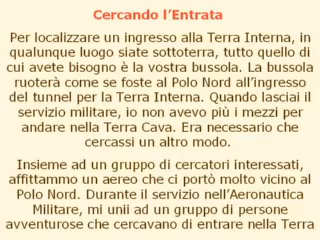 Cercando l'Entrata
Per localizzare un ingresso alla Terra Interna, in
qualunque luogo siate sottoterra, tutto quello di
cui avete bisogno è la vostra bussola. La bussola
ruoterà come se foste al Polo Nord all'ingresso
del tunnel per la Terra Interna. Quando lasciai il
servizio militare, io non avevo più i mezzi per
andare nella Terra Cava. Era necessario che
cercassi un altro modo.
Insieme ad un gruppo di cercatori interessati,
affittammo un aereo che ci portò molto vicino al
Polo Nord. Durante il servizio nell'Aeronautica
Militare, mi unii ad un gruppo di persone
avventurose che cercavano di entrare nella Terra